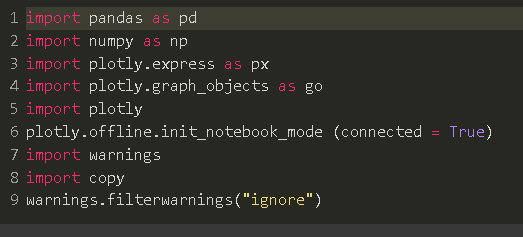 1 import pandas as pd
2 import numpy as np
3 import plotly.express as px
4 import plotly.graph_objects as go
5 import plotly
6 plotly.offline.init_notebook_mode (connected = True)
7 import warnings
8 import copy
9 warnings.filterwarnings("ignore")